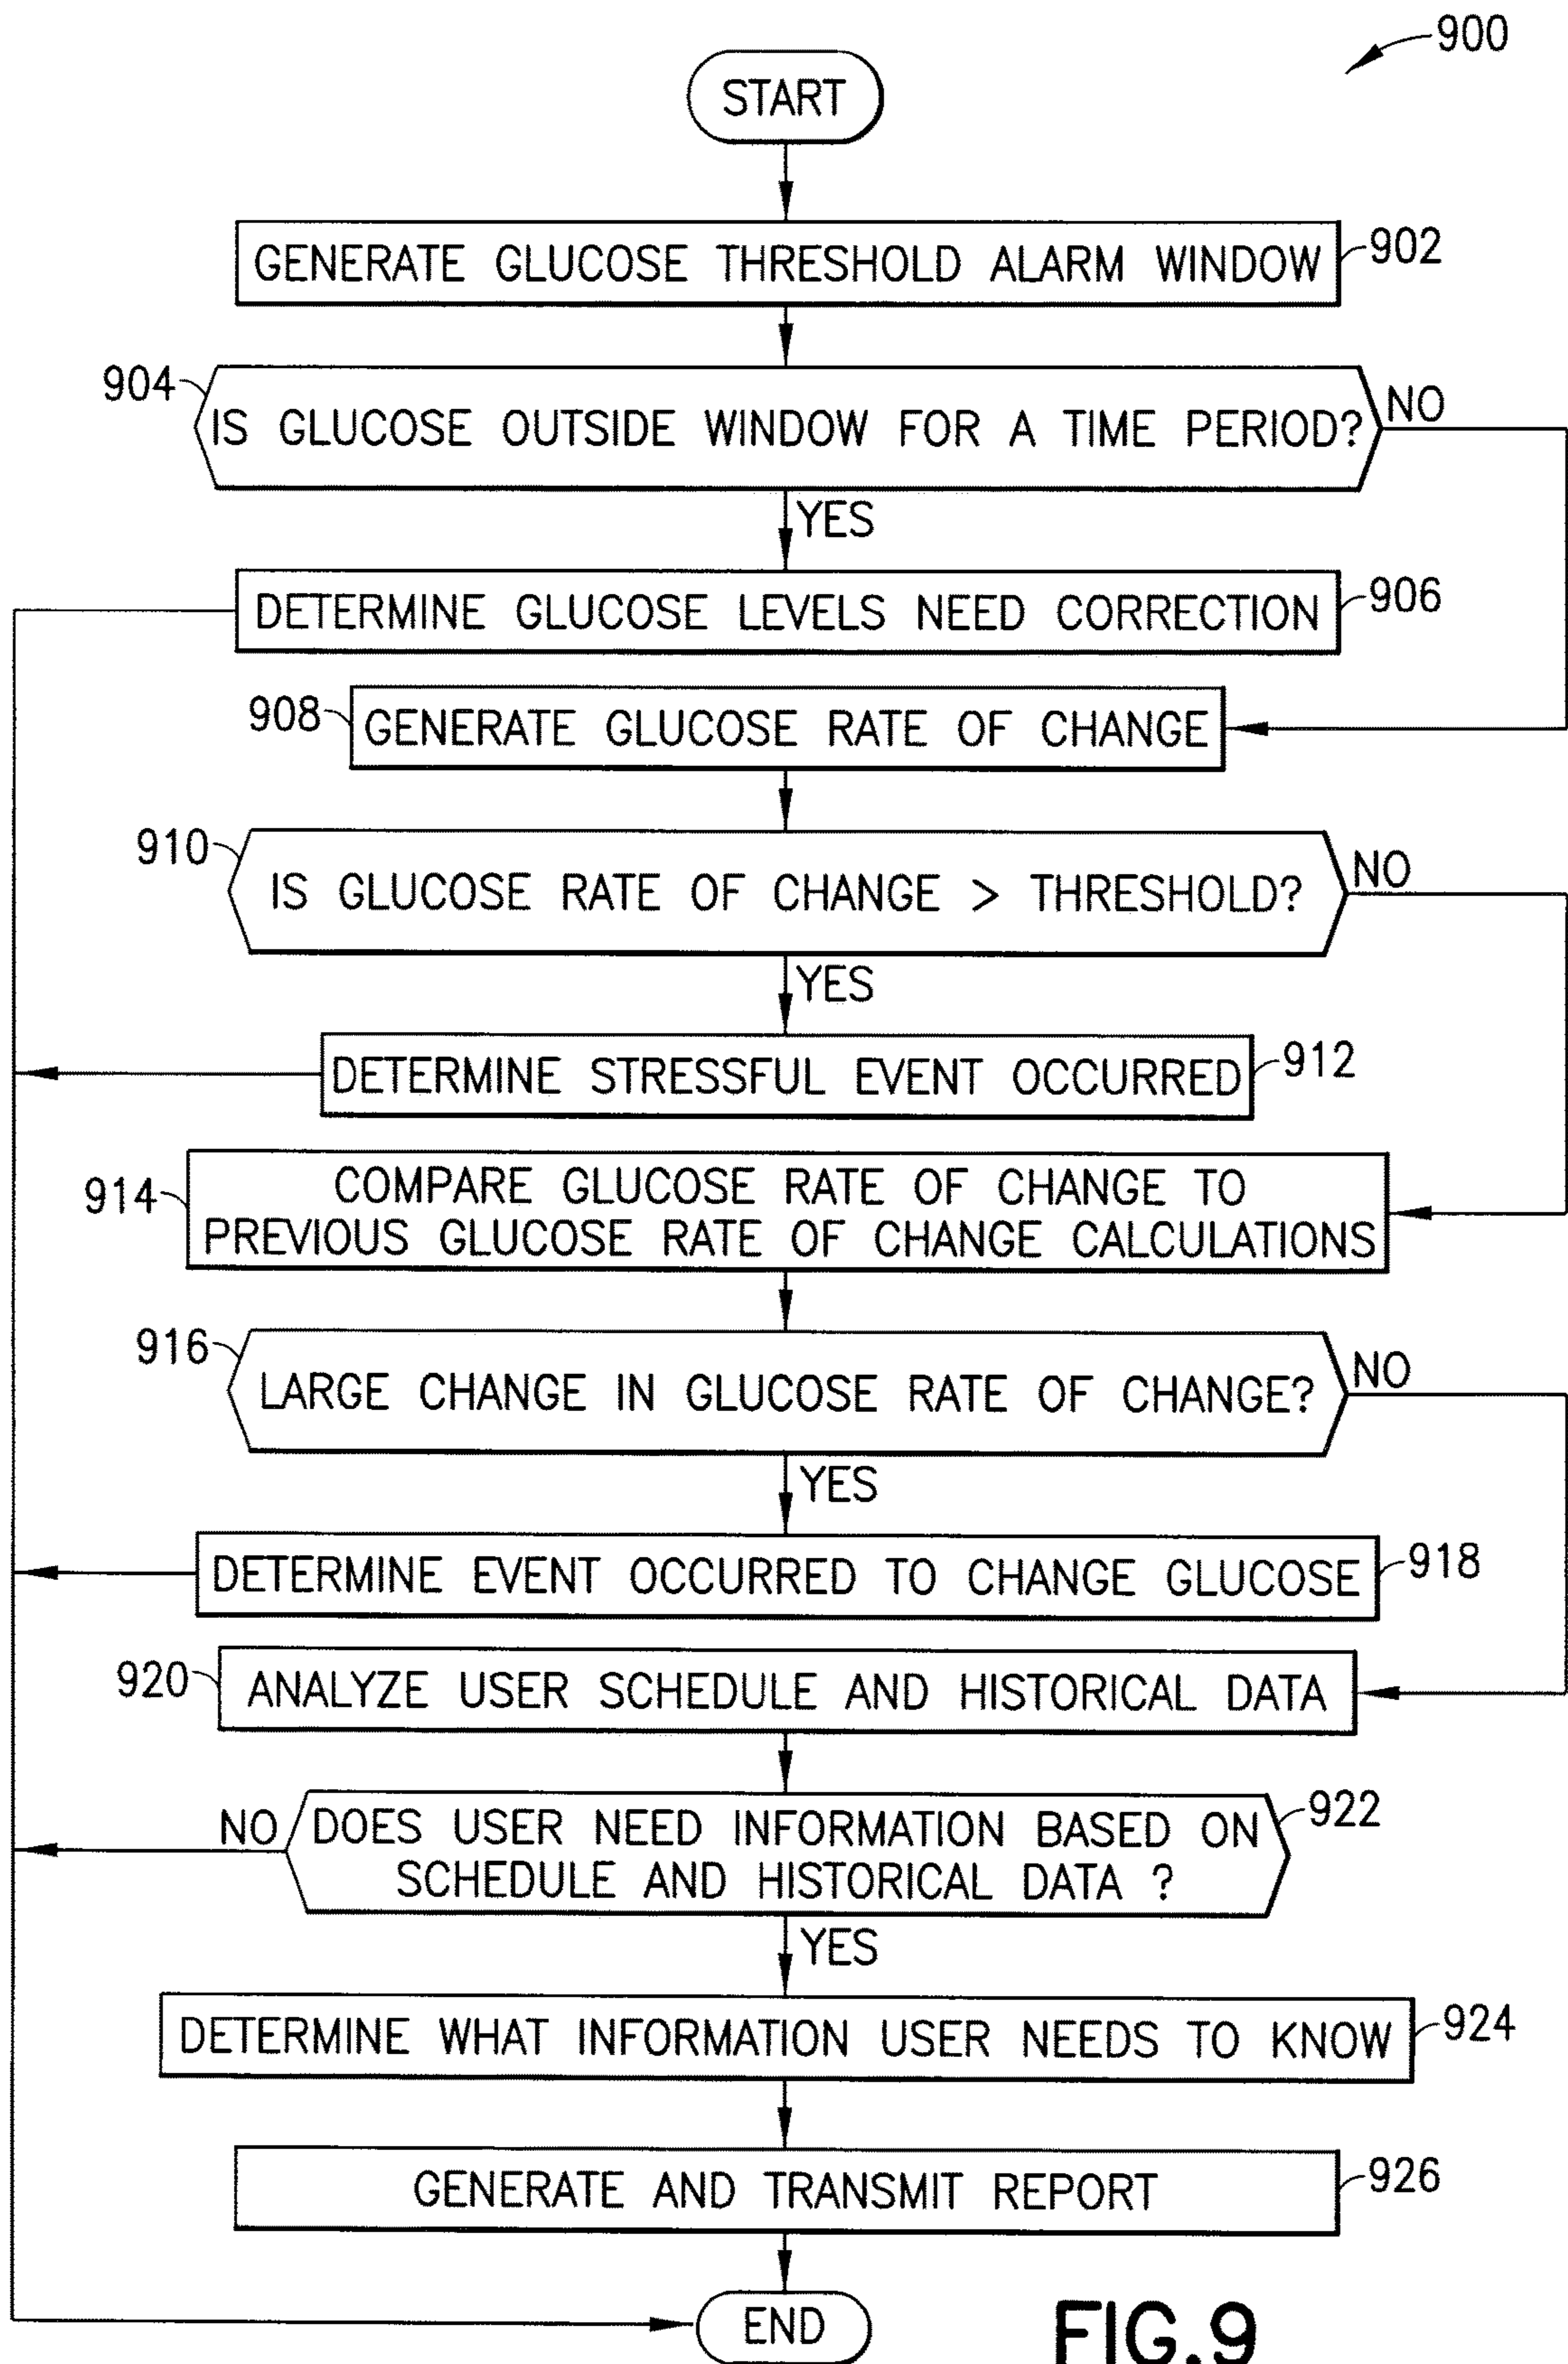 900
START
GENERATE GLUCOSE THRESHOLD ALARM WINDOW
902
904
IS GLUCOSE OUTSIDE WINDOW FOR A TIME PERIOD?
NO
YES
DETERMINE GLUCOSE LEVELS NEED CORRECTION
906
908
GENERATE GLUCOSE RATE OF CHANGE
910
IS GLUCOSE RATE OF CHANGE > THRESHOLD?
NO
YES
DETERMINE STRESSFUL EVENT OCCURRED
912
914
COMPARE GLUCOSE RATE OF CHANGE TO
PREVIOUS GLUCOSE RATE OF CHANGE CALCULATIONS
916
LARGE CHANGE IN GLUCOSE RATE OF CHANGE?
NO
YES
DETERMINE EVENT OCCURRED TO CHANGE GLUCOSE
918
920
ANALYZE USER SCHEDULE AND HISTORICAL DATA
NO
DOES USER NEED INFORMATION BASED ON
SCHEDULE AND HISTORICAL DATA ?
922
YES
DETERMINE WHAT INFORMATION USER NEEDS TO KNOW
924
GENERATE AND TRANSMIT REPORT
926
END
FIG.9